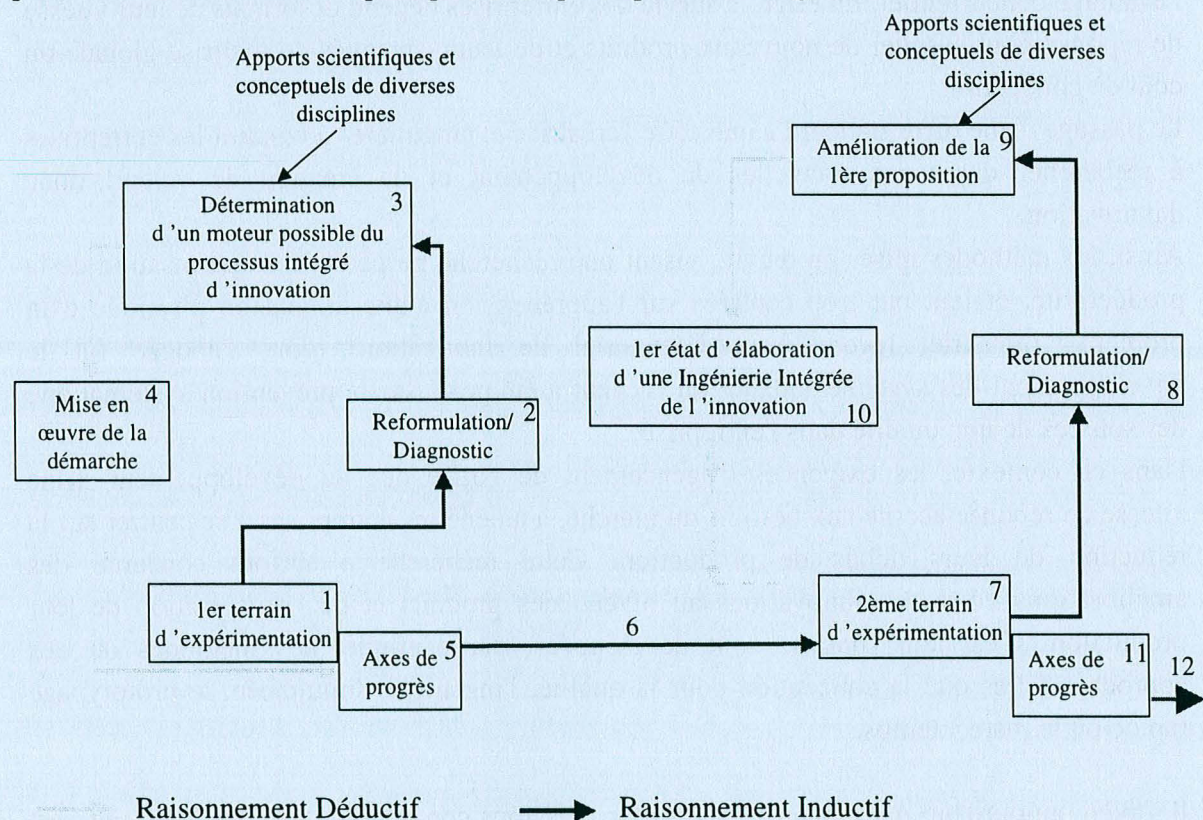 Apports scientifiques et
conceptuels de diverses
disciplines
Apports scientifiques et
conceptuels de diverses
disciplines
Amélioration de la 9
1ère proposition
Détermination 3
d 'un moteur possible du
processus intégré
d 'innovation
Mise en 4
œuvre de la
démarche
Reformulation/ 2
Diagnostic
1er état d 'élaboration
d 'une Ingénierie Intégrée
de l 'innovation 10
Reformulation/
Diagnostic 8
1er terrain 1
d 'expérimentation
Axes de 5
progrès
6
2ème terrain 7
d 'expérimentation
Axes de 11
progrès
12
Raisonnement Déductif
Raisonnement Inductif